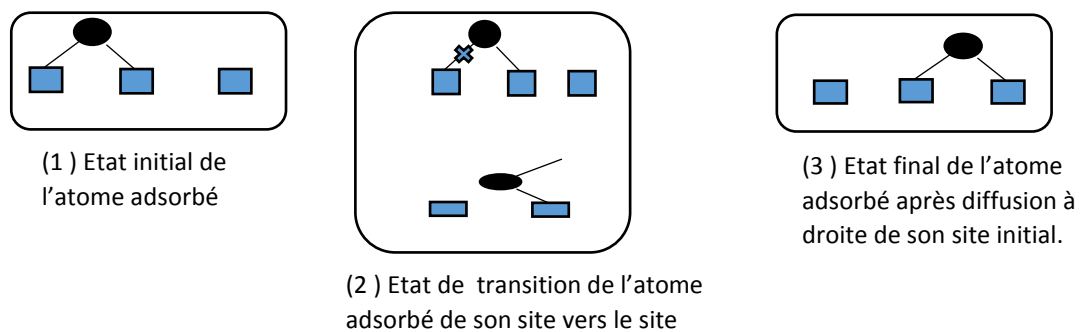 (1 ) Etat initial de
l’atome adsorbé
(2 ) Etat de  transition de l’atome
adsorbé de son site vers le site
(3 ) Etat final de l’atome
adsorbé après diffusion à
droite de son site initial.